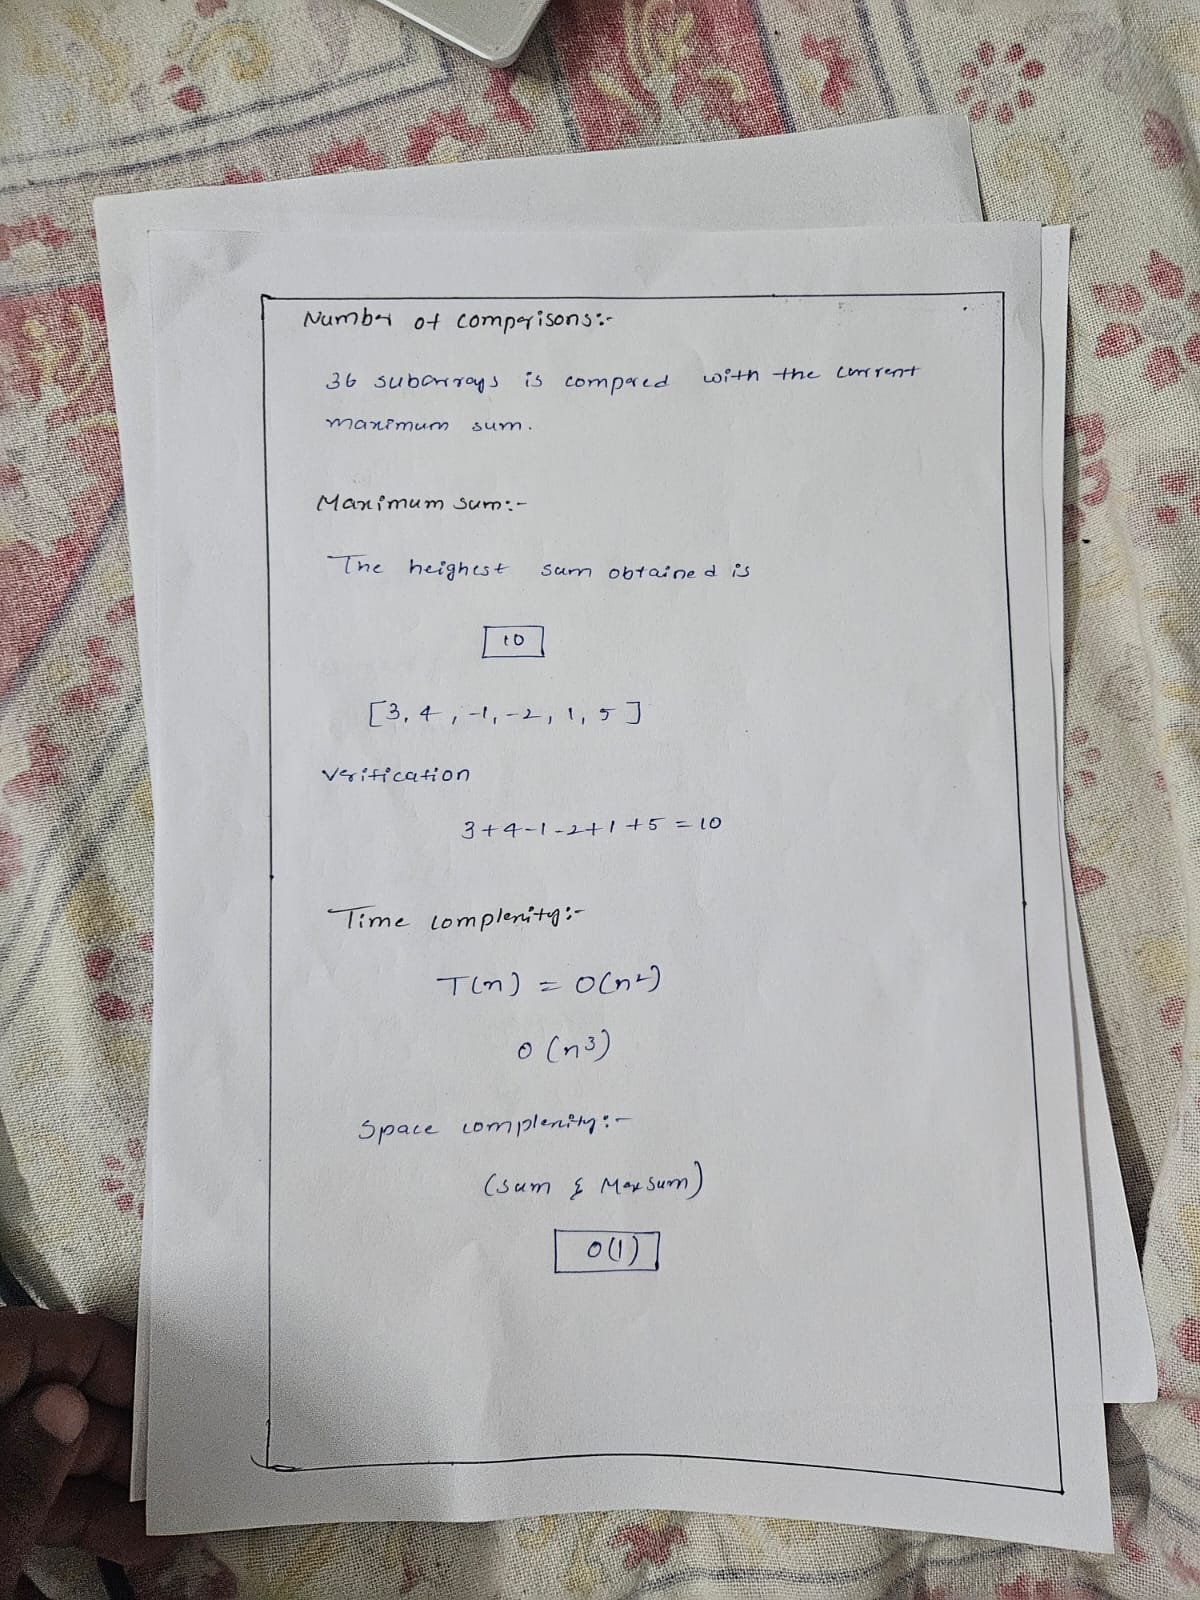 Number of comparisons:-
36 subarrays is compared with the current
maximum sum.
Maximum sum:-
The heighest sum obtained is
10
[3, 4, -1, -2, 1, 5]
Verification
3+4-1-2+1+5 = 10
Time complexity:-
T(n) = O(n²)
O(n³)
Space complexity:-
(sum & Maxsum)
O(1)